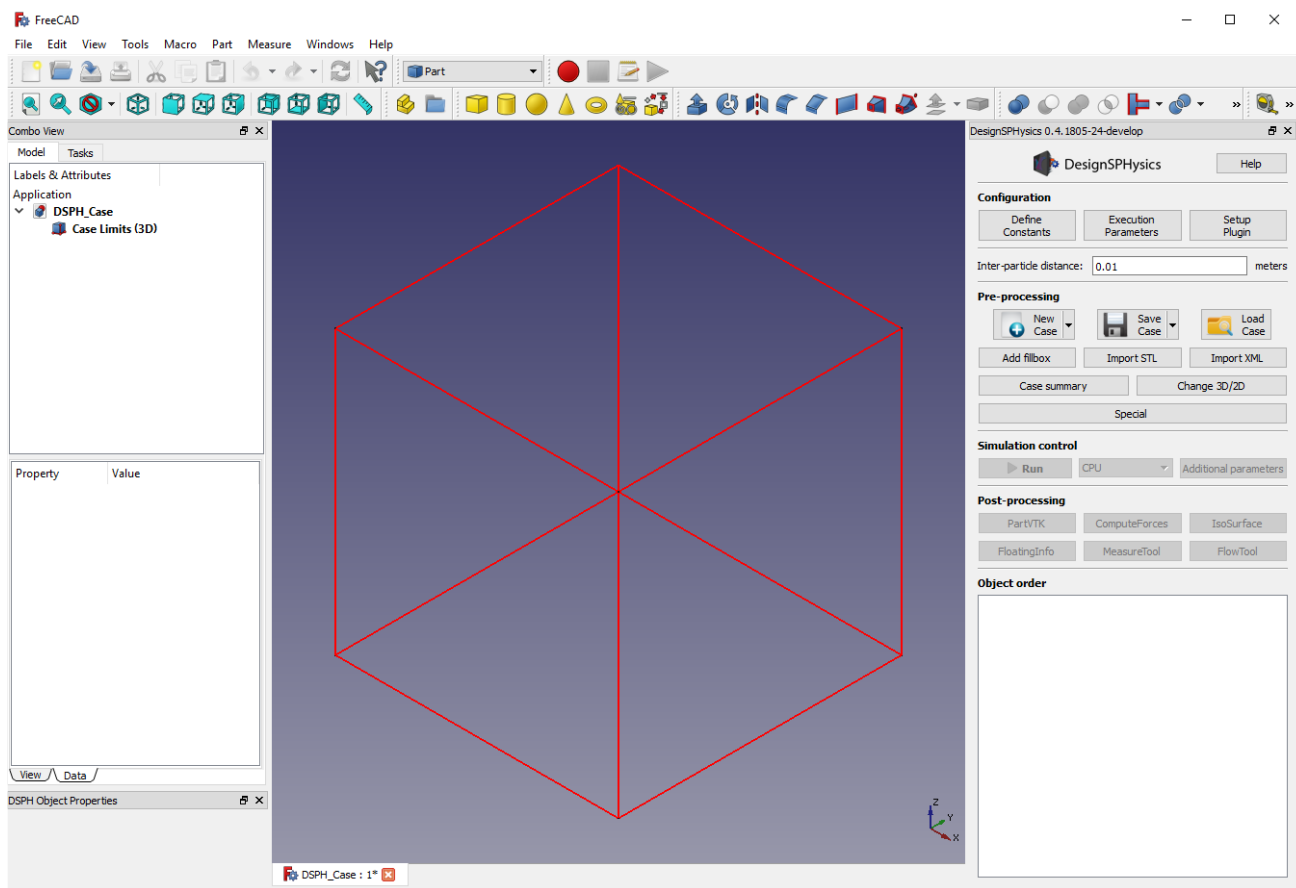 FreeCAD
File Edit View Tools Macro Part Measure Windows Help
Part
Combo View
Model Tasks
Labels & Attributes
Application
DSPH_Case
Case Limits (3D)
Property Value
View Data
DSPH Object Properties
Z
Y
X
DSPH_Case : 1*
DesignSPHysics 0.4.1805-24-develop
DesignSPHysics Help
Configuration
Define Constants
Execution Parameters
Setup Plugin
Inter-particle distance: 0.01 meters
Pre-processing
New Case
Save Case
Load Case
Add fillbox Import STL Import XML
Case summary Change 3D/2D
Special
Simulation control
Run CPU Additional parameters
Post-processing
PartVTK ComputeForces IsoSurface
FloatingInfo MeasureTool FlowTool
Object order